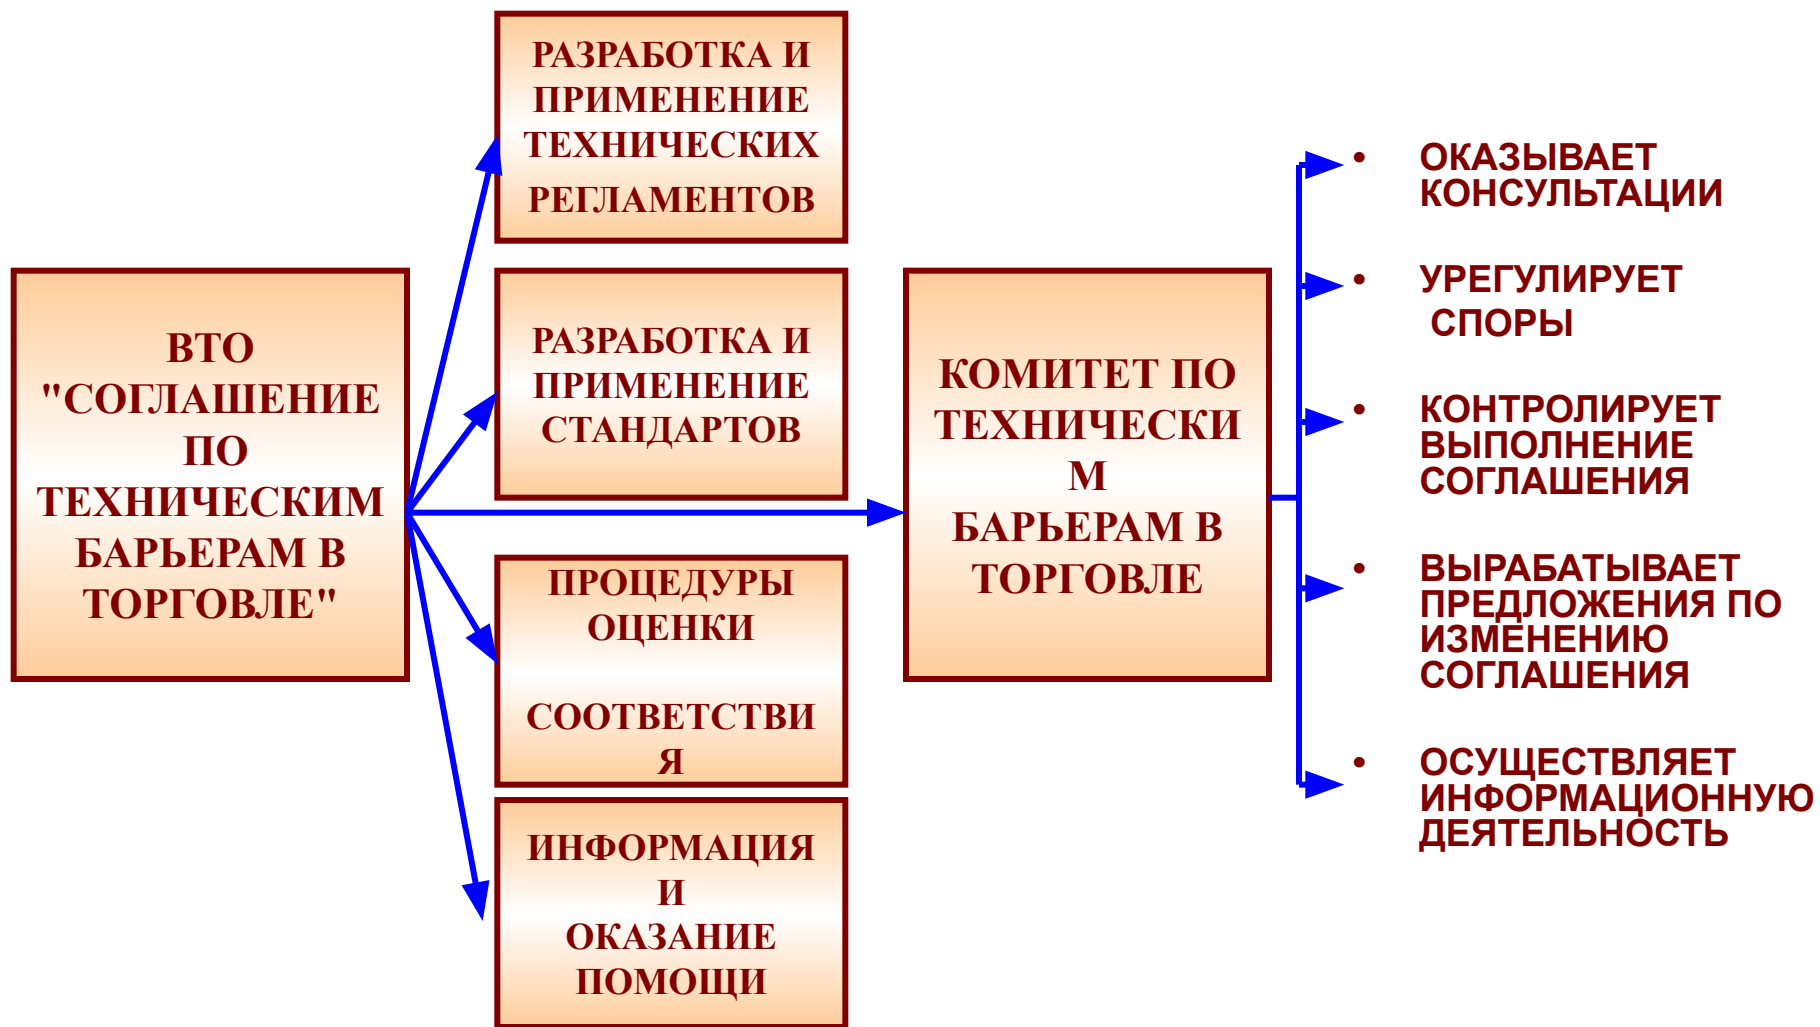 ВТО
"СОГЛАШЕНИЕ
ПО
ТЕХНИЧЕСКИМ
БАРЬЕРАМ В
ТОРГОВЛЕ"
РАЗРАБОТКА И
ПРИМЕНЕНИЕ
ТЕХНИЧЕСКИХ
РЕГЛАМЕНТОВ
РАЗРАБОТКА И
ПРИМЕНЕНИЕ
СТАНДАРТОВ
ПРОЦЕДУРЫ
ОЦЕНКИ
СООТВЕТСТВИ
Я
ИНФОРМАЦИЯ
И
ОКАЗАНИЕ
ПОМОЩИ
КОМИТЕТ ПО
ТЕХНИЧЕСКИ
М
БАРЬЕРАМ В
ТОРГОВЛЕ
• ОКАЗЫВАЕТ
КОНСУЛЬТАЦИИ
• УРЕГУЛИРУЕТ
СПОРЫ
• КОНТРОЛИРУЕТ
ВЫПОЛНЕНИЕ
СОГЛАШЕНИЯ
• ВЫРАБАТЫВАЕТ
ПРЕДЛОЖЕНИЯ ПО
ИЗМЕНЕНИЮ
СОГЛАШЕНИЯ
• ОСУЩЕСТВЛЯЕТ
ИНФОРМАЦИОННУЮ
ДЕЯТЕЛЬНОСТЬ